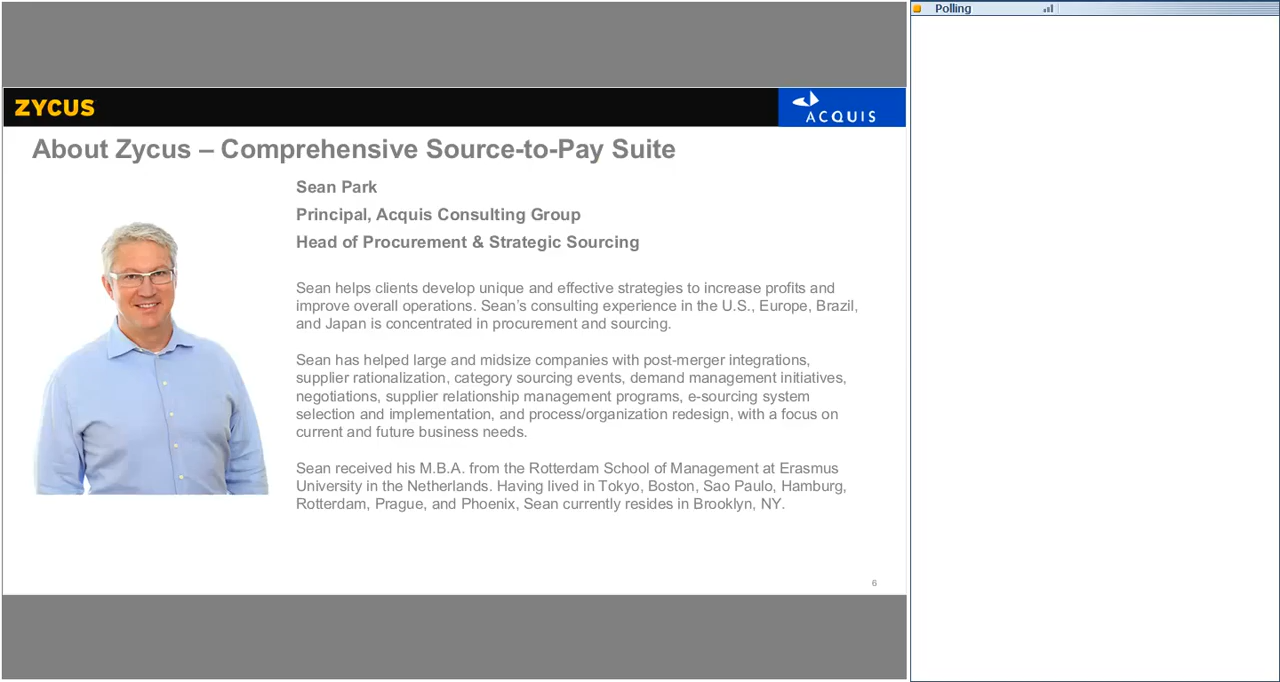 Polling
ZYCUS
ACQUIS
About Zycus – Comprehensive Source-to-Pay Suite
Sean Park
Principal, Acquis Consulting Group
Head of Procurement & Strategic Sourcing
Sean helps clients develop unique and effective strategies to increase profits and
improve overall operations. Sean’s consulting experience in the U.S., Europe, Brazil,
and Japan is concentrated in procurement and sourcing.
Sean has helped large and midsize companies with post-merger integrations,
supplier rationalization, category sourcing events, demand management initiatives,
negotiations, supplier relationship management programs, e-sourcing system
selection and implementation, and process/organization redesign, with a focus on
current and future business needs.
Sean received his M.B.A. from the Rotterdam School of Management at Erasmus
University in the Netherlands. Having lived in Tokyo, Boston, Sao Paulo, Hamburg,
Rotterdam, Prague, and Phoenix, Sean currently resides in Brooklyn, NY.
6